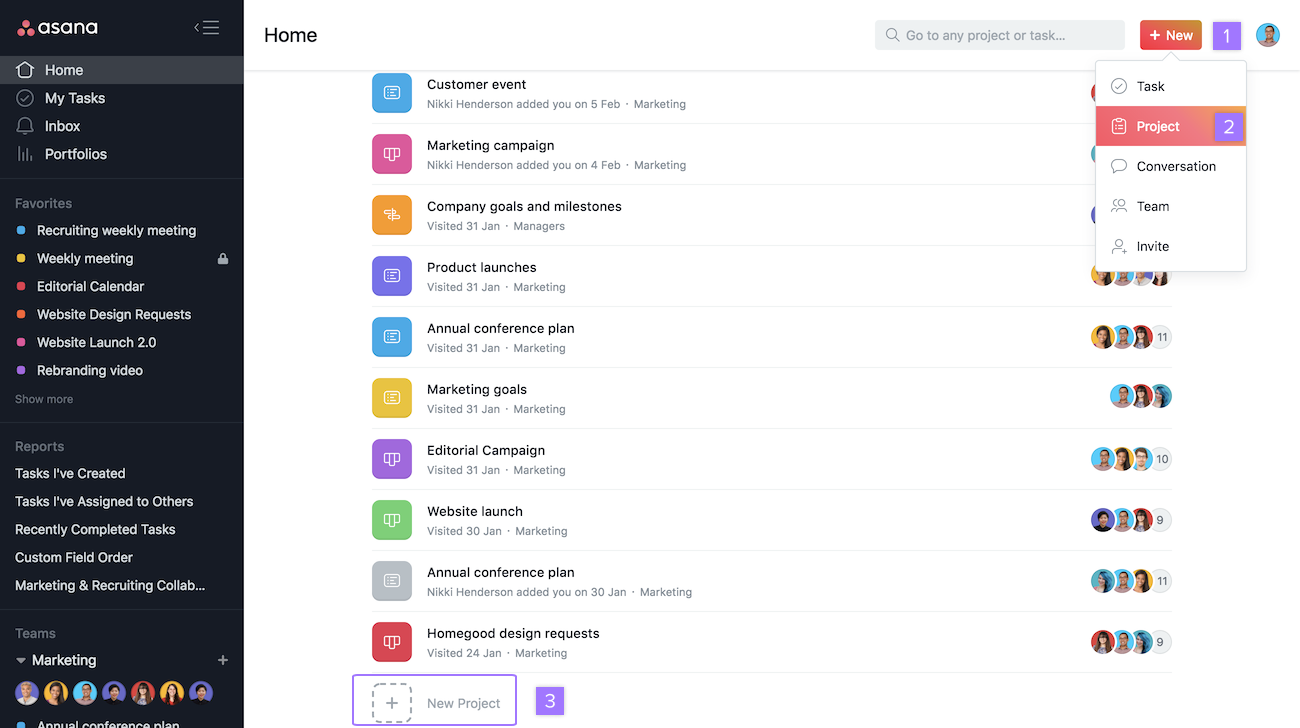 asana
Home
My Tasks
Inbox
Portfolios
Favorites
Recruiting weekly meeting
Weekly meeting
Editorial Calendar
Website Design Requests
Website Launch 2.0
Rebranding video
Show more
Reports
Tasks I've Created
Tasks I've Assigned to Others
Recently Completed Tasks
Custom Field Order
Marketing & Recruiting Collab...
Teams
Marketing +
Annual conference plan
Home
Go to any project or task...
+ New
1
Task
Project 2
Conversation
Team
Invite
Customer event
Nikki Henderson added you on 5 Feb · Marketing
Marketing campaign
Nikki Henderson added you on 4 Feb · Marketing
Company goals and milestones
Visited 31 Jan · Managers
Product launches
Visited 31 Jan · Marketing
Annual conference plan
Visited 31 Jan · Marketing
11
Marketing goals
Visited 31 Jan · Marketing
Editorial Campaign
Visited 31 Jan · Marketing
10
Website launch
Visited 30 Jan · Marketing
9
Annual conference plan
Nikki Henderson added you on 30 Jan · Marketing
11
Homegood design requests
Visited 24 Jan · Marketing
9
+ New Project
3